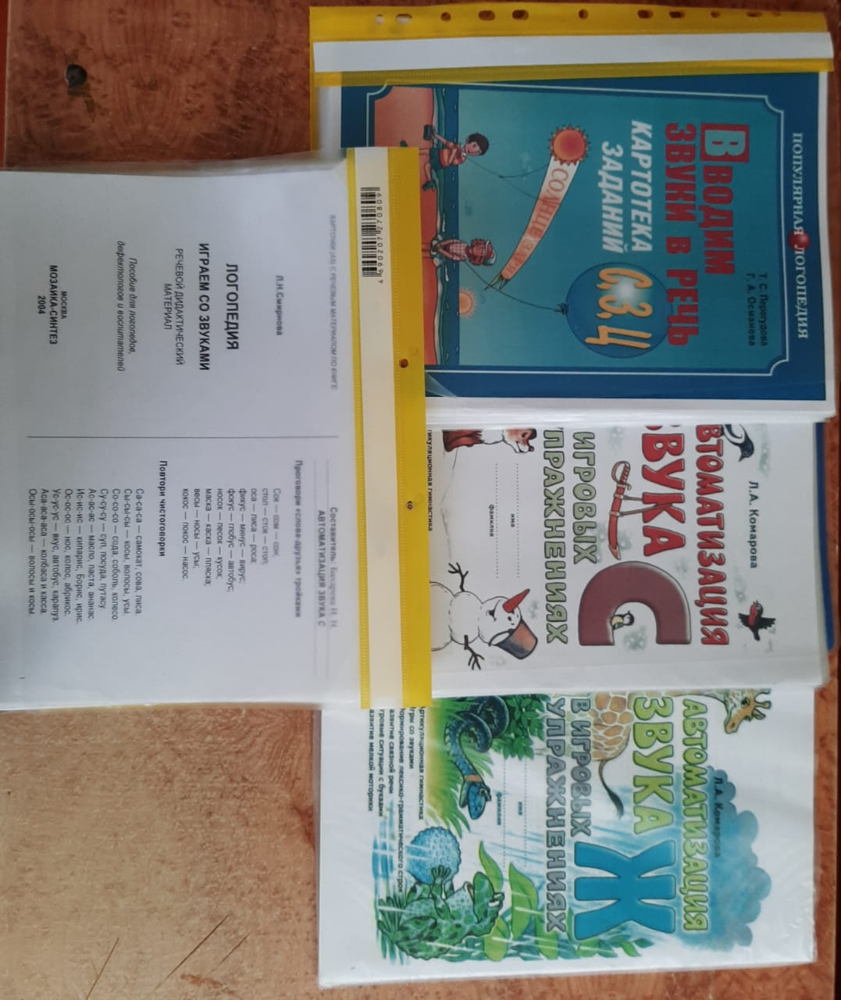 ПОПУЛЯРНАЯ ЛОГОПЕДИЯ
Т. С. Перегудова
Г. А. Османова
ВВОДИМ
ЗВУКИ В РЕЧЬ
КАРТОТЕКА
ЗАДАНИЙ
С, З, Ц
СОЛНЦЕ
Л.А. Комарова
ВТОМАТИЗАЦИЯ
ЗВУКА
С
ИГРОВЫХ
УПРАЖНЕНИЯХ
имя
фамилия
тикуляционная гимнастика
Л.А. Комарова
АВТОМАТИЗАЦИЯ
ЗВУКА
Ж
В ИГРОВЫХ
УПРАЖНЕНИЯХ
имя
фамилия
Артикуляционная гимнастика
Игры со звуками
Формирование лексико-грамматического строя
Развитие связной речи
Игровые ситуации с буквами
Развитие мелкой моторики
4 690207 208099
КАРТОЧКИ (А5) С РЕЧЕВЫМ МАТЕРИАЛОМ ПО КНИГЕ:
Л.Н.Смирнова
ЛОГОПЕДИЯ
ИГРАЕМ СО ЗВУКАМИ
РЕЧЕВОЙ ДИДАКТИЧЕСКИЙ
МАТЕРИАЛ
Пособие для логопедов,
дефектологов и воспитателей
МОСКВА
МОЗАИКА-СИНТЕЗ
2004
Составитель: Н. Н.
АВТОМАТИЗАЦИЯ ЗВУКА С
Проговори «слова-друзья» тройками
Сок — сом — сон;
стол — сток — стоп;
оса — лиса — роса;
фикус — минус — вирус;
фокус — глобус — автобус;
носок — песок — кусок;
маска — каска — пляска;
весы — носы — усы;
кокос — покос — насос.
Повтори чистоговорки
Са-са-са — самокат, сова, лиса.
Сы-сы-сы — косы, волосы, усы.
Со-со-со — сода, соболь, колесо.
Су-су-су — суп, посуда, путасу.
Ас-ас-ас — масло, паста, ананас.
Ис-ис-ис — кипарис, Борис, ирис.
Ос-ос-ос — нос, колос, абрикос.
Ус-ус-ус — вкус, автобус, карапуз.
Аса-аса-аса — колбаса и касса.
Осы-осы-осы — волосы и косы.